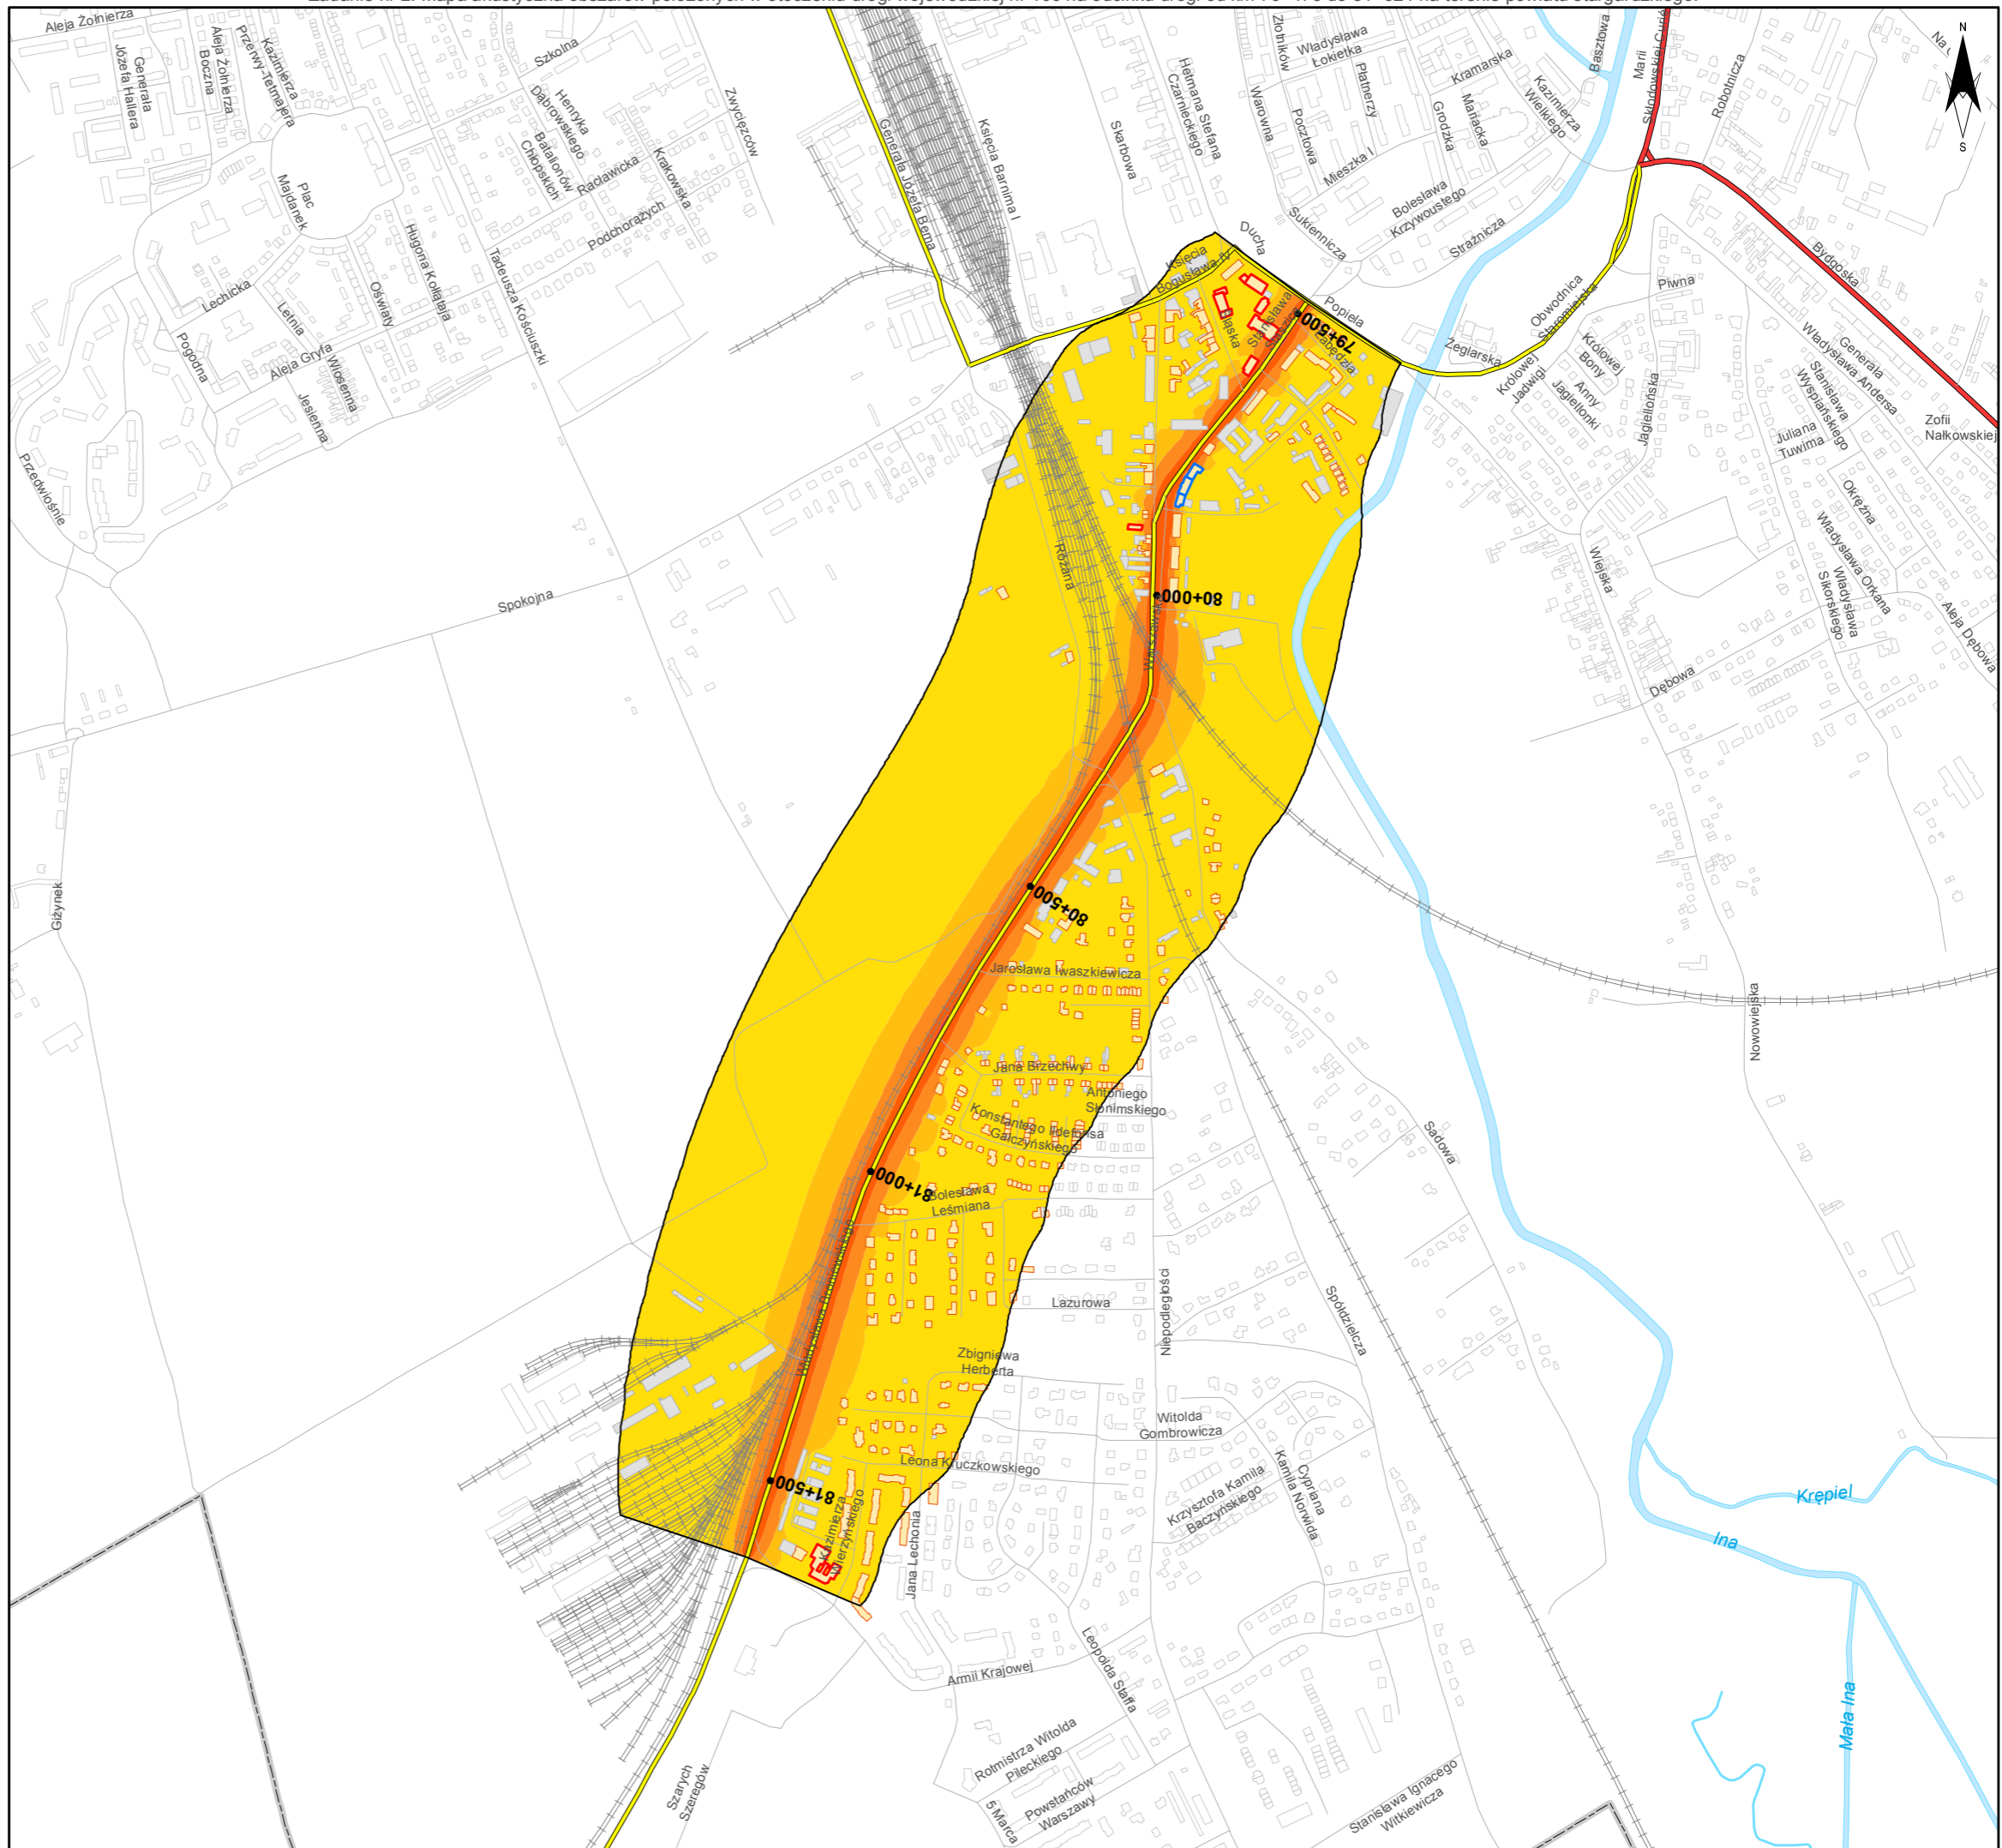 Aleja Żołnierza
Generała
Józefa Hallera
Aleja Żołnierza
Boczna
Kazimierza
Przerwy-Tetmajera
Szkolna
Henryka
Dąbrowskiego
Batalionów
Chłopskich
Racławicka
Krakowska
Podchorążych
Zwycięzców
Plac
Majdanek
Hugona Kołłątaja
Tadeusza Kościuszki
Oświaty
Lechicka
Letnia
Wiosenna
Aleja Gryfa
Jesienna
Pogodna
Przedwiośnie
Generała Józefa Bema
Księcia Barnima I
Skarbowa
Hetmana Stefana
Czarnieckiego
Złotników
Władysława
Łokietka
Płatnerzy
Kramarska
Kazimierza
Wielkiego
Basztowa
Warowna
Pocztowa
Grodzka
Mariacka
Mieszka I
Bolesława
Krzywoustego
Sukiennicza
Strażnicza
Ducha
Księcia
Bogusława IV
Popiela
Stanisława
79+500
Żeglarska
Obwodnica
Staromiejska
Piwna
Marii
Robotnicza
Bydgoska
N
S
Królowej
Jadwigi
Królowej
Bony
Anny
Jagiellonki
Jagiellońska
Generała
Władysława Andersa
Stanisława
Wyspiańskiego
Juliana
Tuwima
Zofii
Nałkowskiej
Okrężna
Władysława Orkana
Władysława
Sikorskiego
Aleja Dębowa
Dębowa
Wiejska
Różana
80+000
Warszawska
Spokojna
Giżynek
80+500
Jarosława Iwaszkiewicza
Jana Brzechwy
Antoniego
Słonimskiego
Konstantego Ildefonsa
Gałczyńskiego
81+000
Bolesława
Leśmiana
Władysława Broniewskiego
Lazurowa
Niepodległości
Spółdzielcza
Sadowa
Nowowiejska
Zbigniewa
Herberta
Witolda
Gombrowicza
Leona Kruczkowskiego
81+500
Kazimierza
Wierzyńskiego
Jana Lechonia
Krzysztofa Kamila
Baczyńskiego
Cypriana
Kamila Norwida
Krępiel
Ina
Mała Ina
Armii Krajowej
Leopolda Staffa
Rotmistrza Witolda
Pileckiego
Powstańców
Warszawy
5 Marca
Szarych
Szeregów
Stanisława Ignacego
Witkiewicza